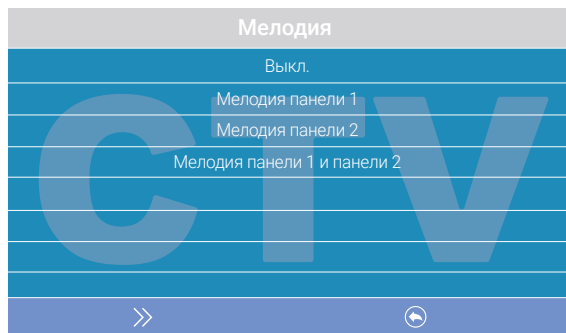 Мелодия
Выкл.
Мелодия панели 1
Мелодия панели 2
Мелодия панели 1 и панели 2
CTV